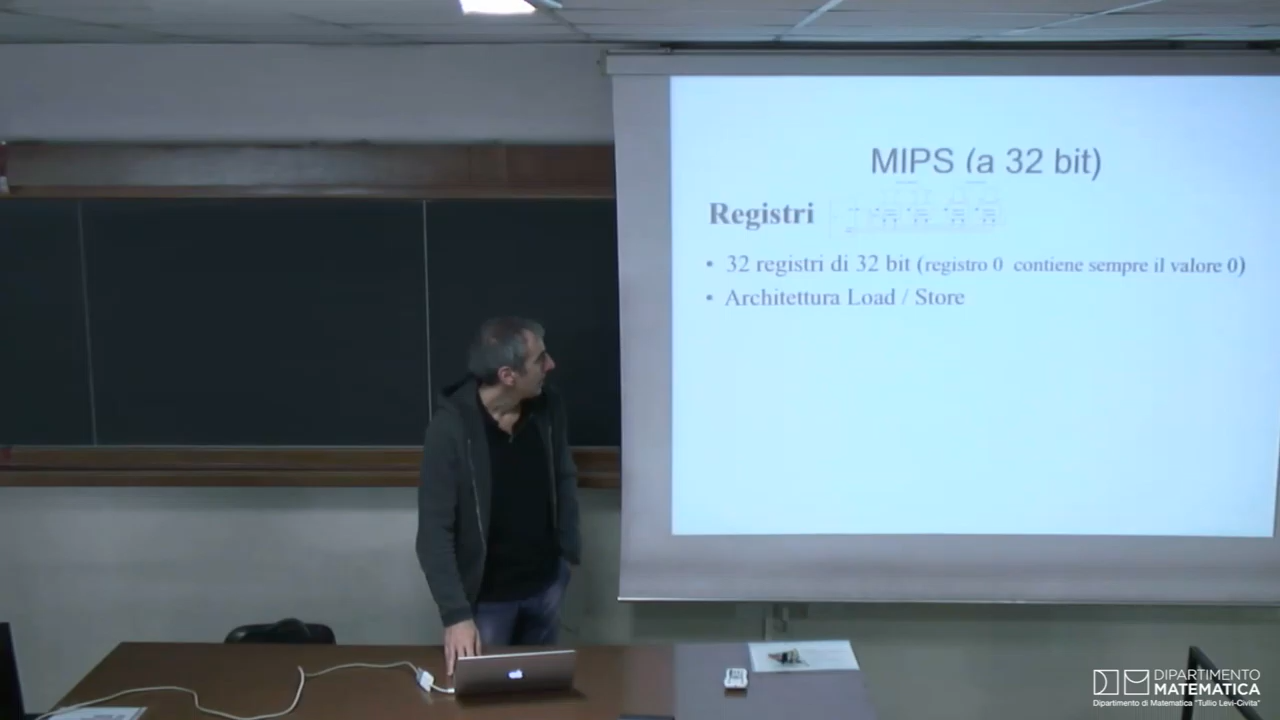 MIPS (a 32 bit)
Registri
• 32 registri di 32 bit (registro 0 contiene sempre il valore 0)
• Architettura Load / Store
DIPARTIMENTO
MATEMATICA
Dipartimento di Matematica "Tullio Levi-Civita"